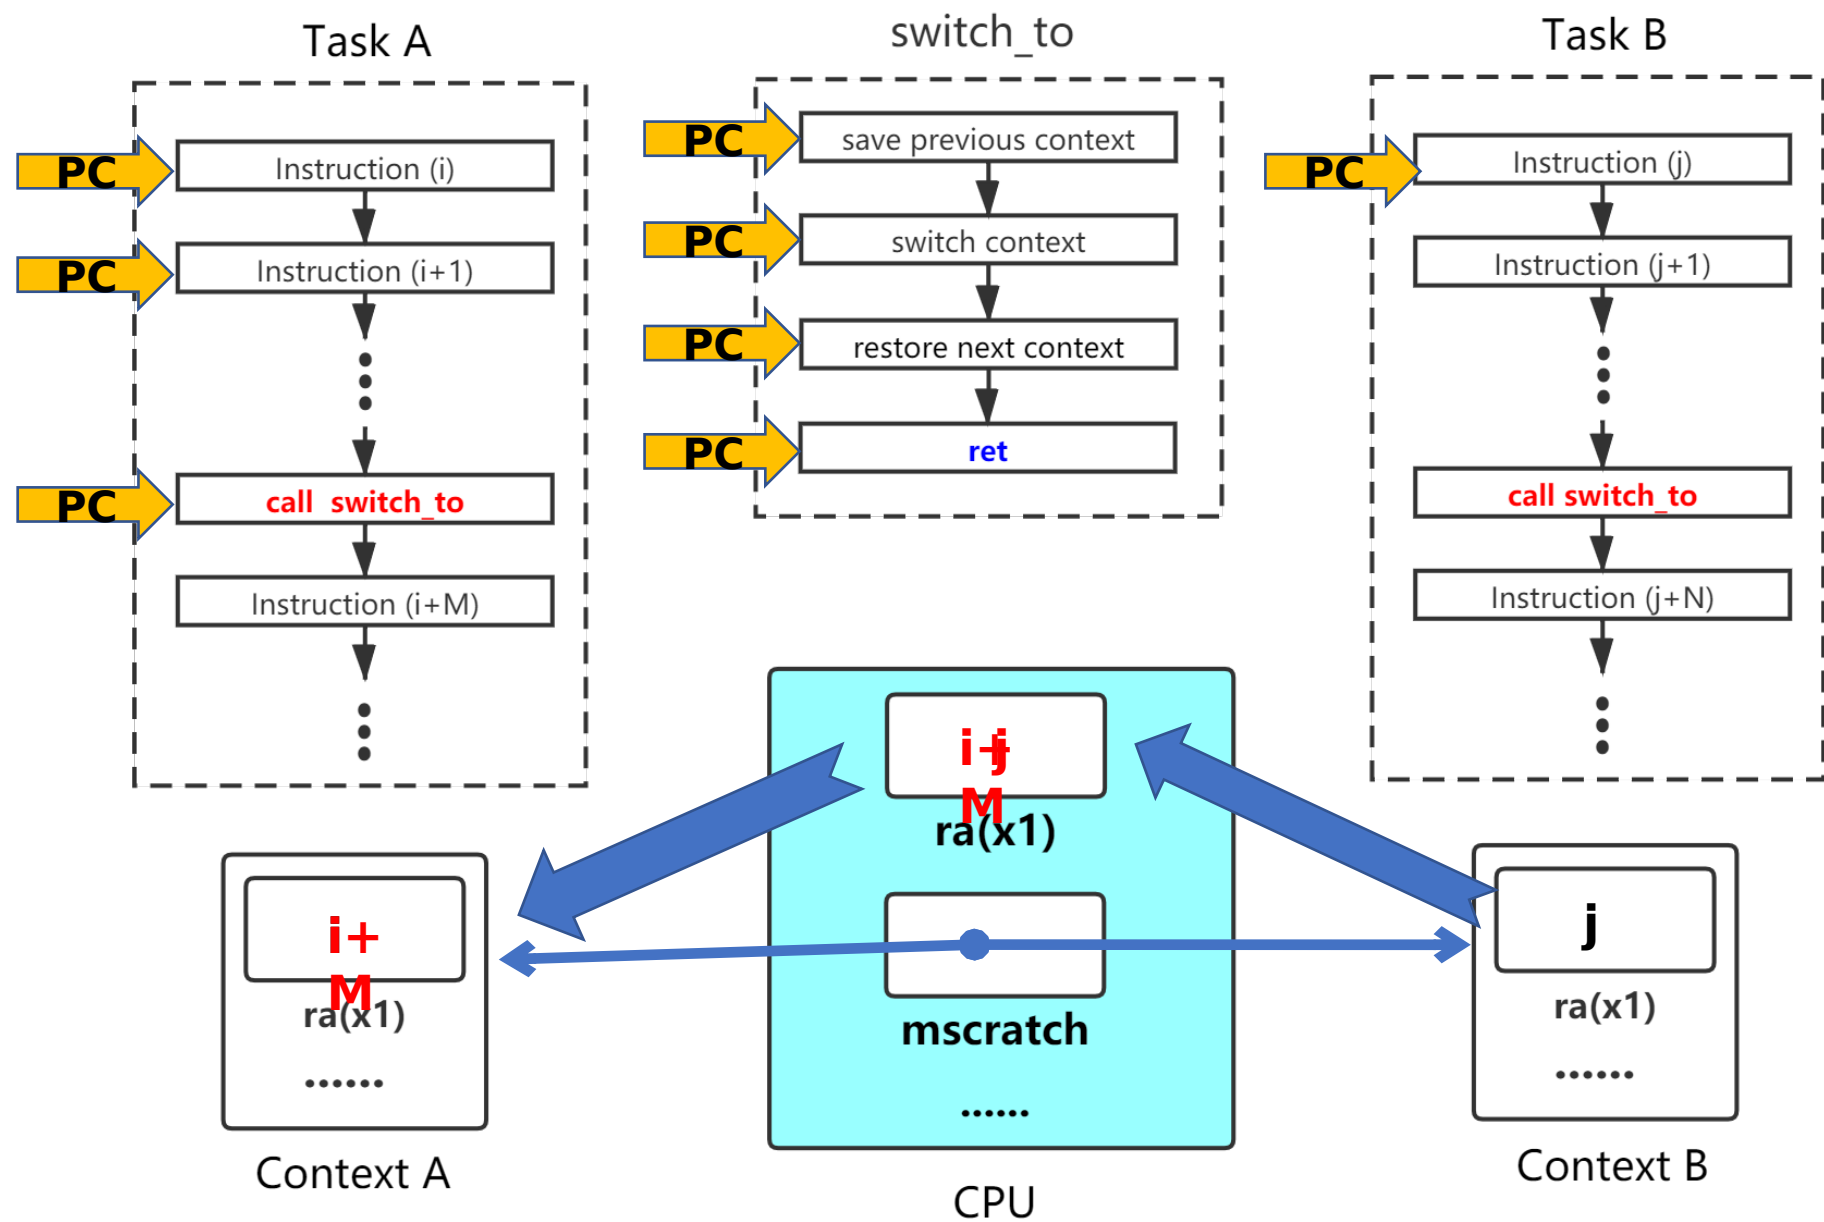 Task A
PC
Instruction (i)
PC
Instruction (i+1)
PC
call switch_to
Instruction (i+M)
switch_to
PC
save previous context
PC
switch context
PC
restore next context
PC
ret
Task B
PC
Instruction (j)
Instruction (j+1)
call switch_to
Instruction (j+N)
i+
M
ra(x1)
......
Context A
i+
M
j
ra(x1)
mscratch
......
CPU
j
ra(x1)
......
Context B